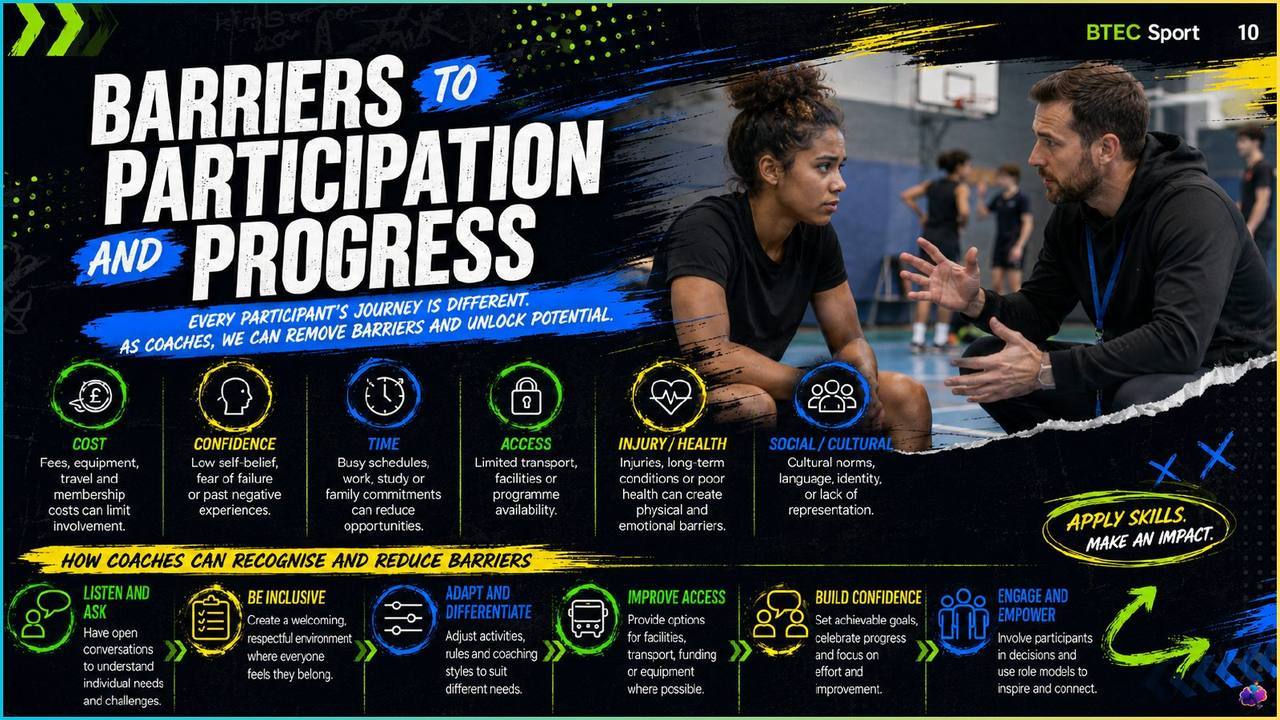 BTEC Sport 10
BARRIERS TO
PARTICIPATION
AND PROGRESS
EVERY PARTICIPANT'S JOURNEY IS DIFFERENT.
AS COACHES, WE CAN REMOVE BARRIERS AND UNLOCK POTENTIAL.
£
COST
Fees, equipment,
travel and
membership
costs can limit
involvement.
CONFIDENCE
Low self-belief,
fear of failure
or past negative
experiences.
TIME
Busy schedules,
work, study or
family commitments
can reduce
opportunities.
ACCESS
Limited transport,
facilities or
programme
availability.
INJURY / HEALTH
Injuries, long-term
conditions or poor
health can create
physical and
emotional barriers.
SOCIAL / CULTURAL
Cultural norms,
language, identity,
or lack of
representation.
APPLY SKILLS.
MAKE AN IMPACT.
HOW COACHES CAN RECOGNISE AND REDUCE BARRIERS
LISTEN AND
ASK
Have open
conversations
to understand
individual needs
and challenges.
BE INCLUSIVE
Create a welcoming,
respectful environment
where everyone
feels they belong.
ADAPT AND
DIFFERENTIATE
Adjust activities,
rules and coaching
styles to suit
different needs.
IMPROVE ACCESS
Provide options
for facilities,
transport, funding
or equipment
where possible.
BUILD CONFIDENCE
Set achievable goals,
celebrate progress
and focus on
effort and
improvement.
ENGAGE AND
EMPOWER
Involve participants
in decisions and
use role models to
inspire and connect.